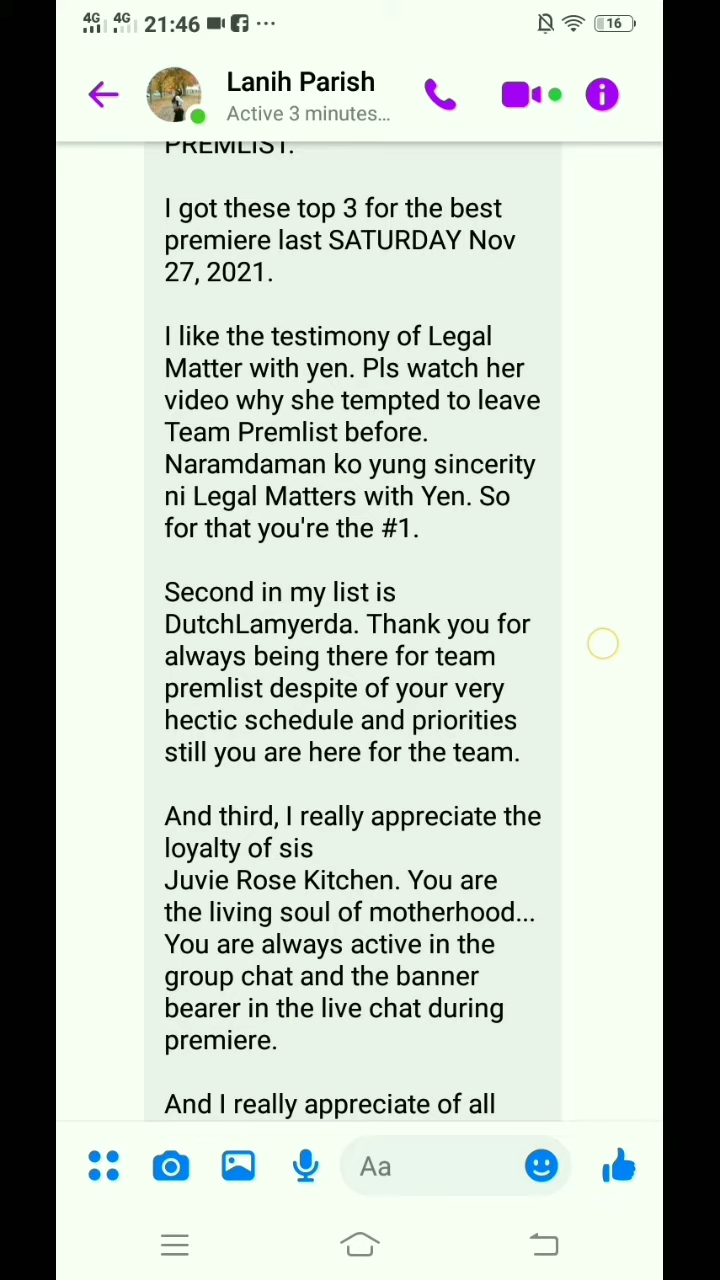 4G 4G 21:46 ...
16
Lanih Parish
Active 3 minutes...
PREMLIST.
I got these top 3 for the best
premiere last SATURDAY Nov
27, 2021.
I like the testimony of Legal
Matter with yen. Pls watch her
video why she tempted to leave
Team Premlist before.
Naramdaman ko yung sincerity
ni Legal Matters with Yen. So
for that you're the #1.
Second in my list is
DutchLamyerda. Thank you for
always being there for team
premlist despite of your very
hectic schedule and priorities
still you are here for the team.
And third, I really appreciate the
loyalty of sis
Juvie Rose Kitchen. You are
the living soul of motherhood...
You are always active in the
group chat and the banner
bearer in the live chat during
premiere.
And I really appreciate of all
Aa